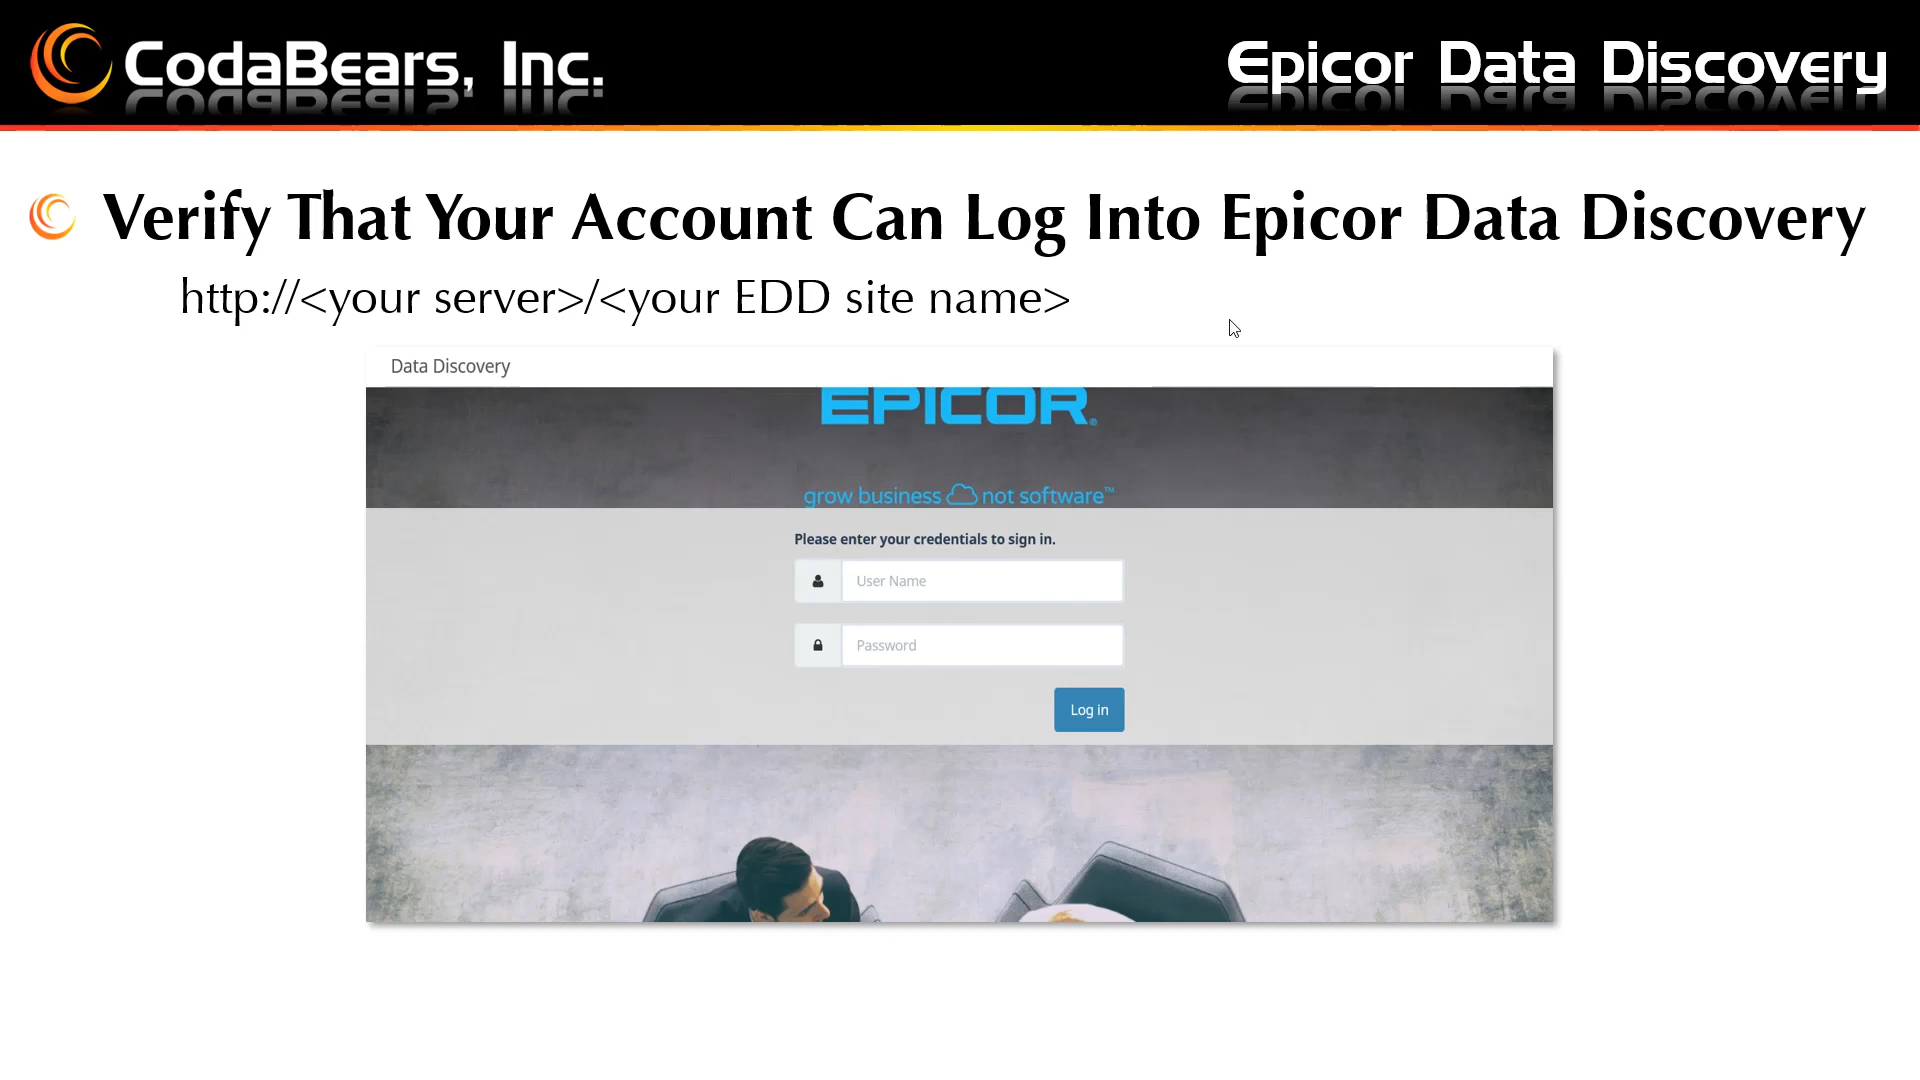 CodaBears, Inc.
Epicor Data Discovery
Verify That Your Account Can Log Into Epicor Data Discovery
http://<your server>/<your EDD site name>
Data Discovery
EPICOR®
grow business not software™
Please enter your credentials to sign in.
User Name
Password
Log in